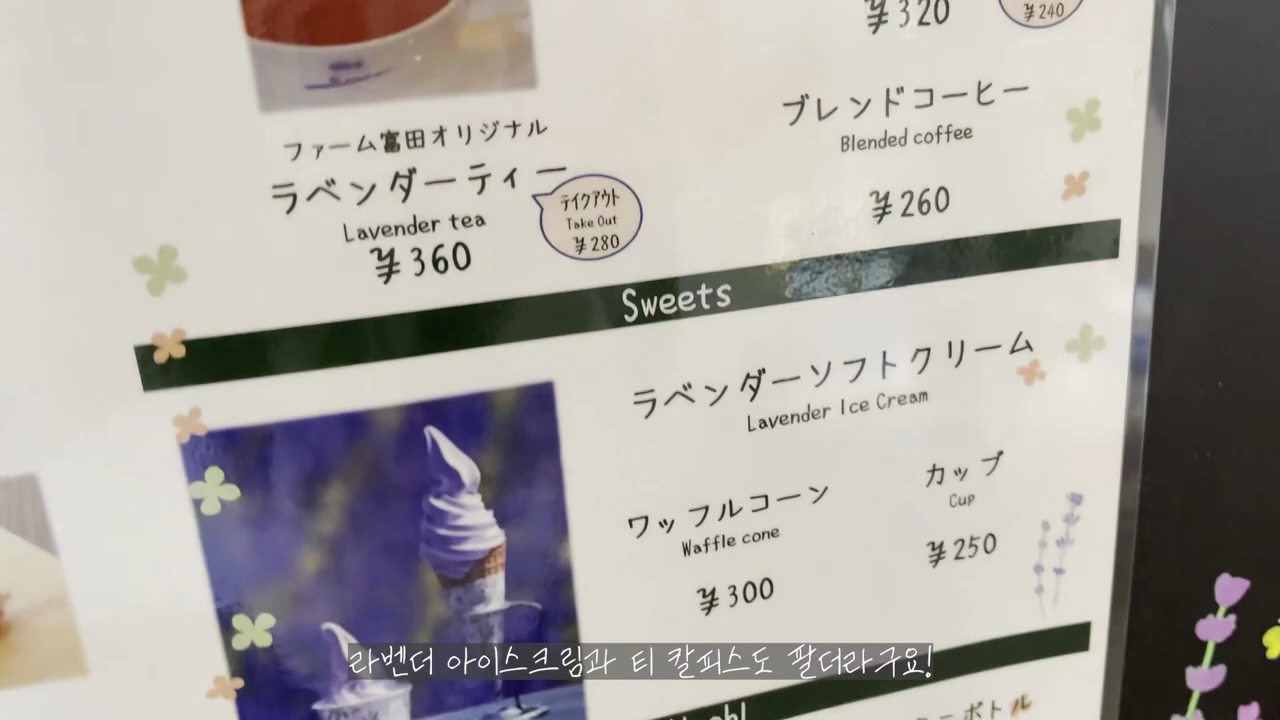 ¥320
¥240
ファーム富田オリジナル
ラベンダーティー
Lavender tea
¥360
テイクアウト
Take Out
¥280
ブレンドコーヒー
Blended coffee
¥260
Sweets
ラベンダーソフトクリーム
Lavender Ice Cream
ワッフルコーン
Waffle cone
¥300
カップ
Cup
¥250
라벤더 아이스크림과 티 칼피스도 팔더라구요!